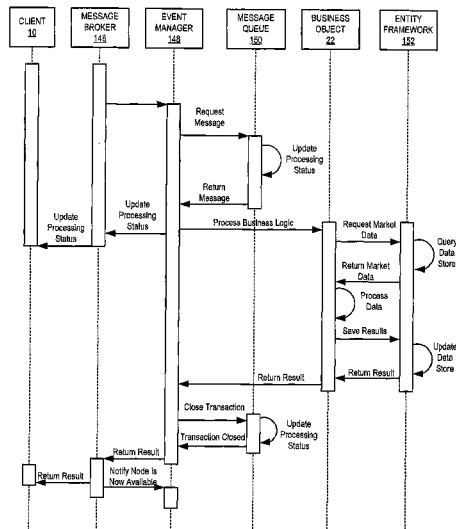 CLIENT
10
MESSAGE
BROKER
146
EVENT
MANAGER
148
MESSAGE
QUEUE
150
BUSINESS
OBJECT
22
ENTITY
FRAMEWORK
152
Request
Message
Update
Processing
Status
Return
Message
Update
Processing
Status
Update
Processing
Status
Process Business Logic
Request Market
Data
Query
Data
Store
Return Market
Data
Process
Data
Save Results
Update
Data
Store
Return Result
Return Result
Close Transaction
Update
Processing
Status
Transaction Closed
Return Result
Return Result
Notify Node is
Now Available